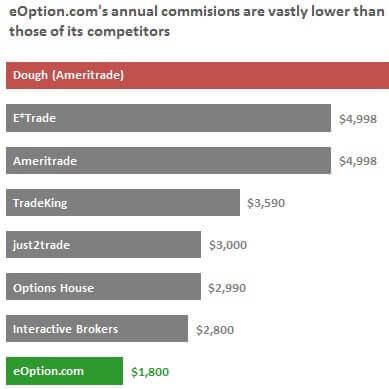 eOption.com's annual commisions are vastly lower than
those of its competitors
Dough (Ameritrade)
E*Trade $4,998
Ameritrade $4,998
TradeKing $3,590
just2trade $3,000
Options House $2,990
Interactive Brokers $2,800
eOption.com $1,800